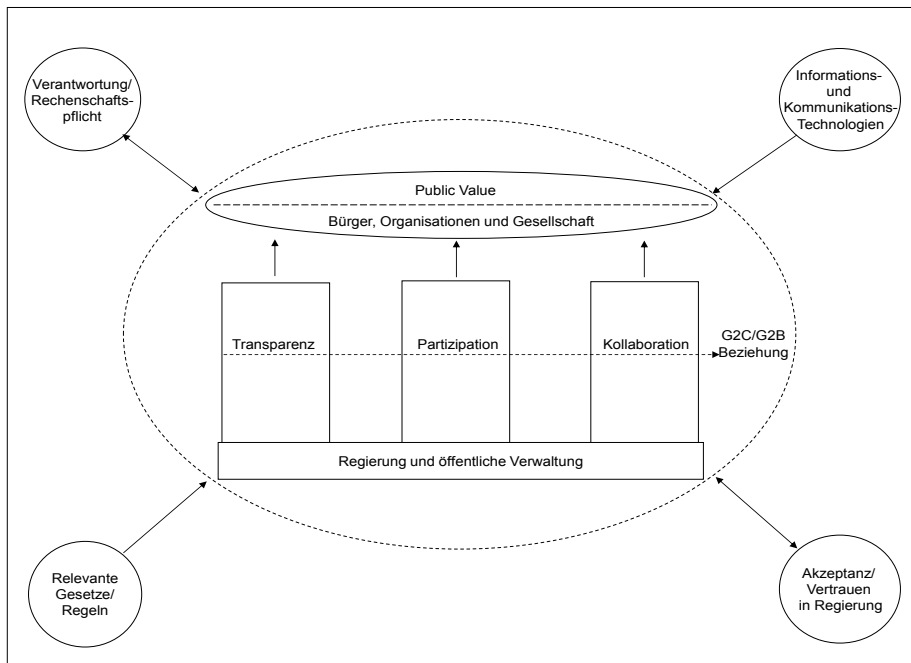 Verantwortung/
Rechenschafts-
pflicht
Informations-
und
Kommunikations-
Technologien
Public Value
Bürger, Organisationen und Gesellschaft
Transparenz
Partizipation
Kollaboration
G2C/G2B
Beziehung
Regierung und öffentliche Verwaltung
Relevante
Gesetze/
Regeln
Akzeptanz/
Vertrauen
in Regierung